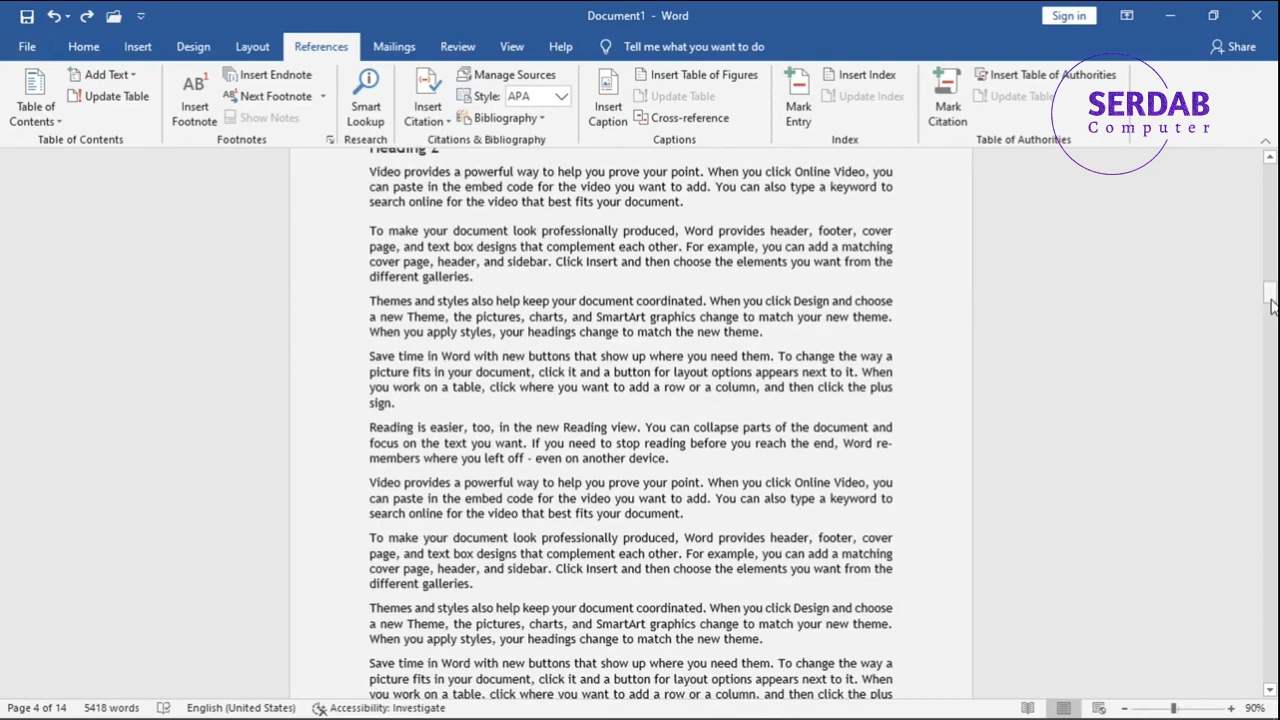 Document1 - Word
Sign in
File Home Insert Design Layout References Mailings Review View Help Tell me what you want to do Share
Table of Contents
Add Text
Update Table
Table of Contents
AB1
Insert Footnote
Insert Endnote
Next Footnote
Show Notes
Footnotes
Smart Lookup
Research
Insert Citation
Manage Sources
Style: APA
Bibliography
Citations & Bibliography
Insert Caption
Insert Table of Figures
Update Table
Cross-reference
Captions
Mark Entry
Insert Index
Update Index
Index
Mark Citation
Insert Table of Authorities
Update Table
Table of Authorities
SERDAB
Computer
Heading 2
Video provides a powerful way to help you prove your point. When you click Online Video, you
can paste in the embed code for the video you want to add. You can also type a keyword to
search online for the video that best fits your document.
To make your document look professionally produced, Word provides header, footer, cover
page, and text box designs that complement each other. For example, you can add a matching
cover page, header, and sidebar. Click Insert and then choose the elements you want from the
different galleries.
Themes and styles also help keep your document coordinated. When you click Design and choose
a new Theme, the pictures, charts, and SmartArt graphics change to match your new theme.
When you apply styles, your headings change to match the new theme.
Save time in Word with new buttons that show up where you need them. To change the way a
picture fits in your document, click it and a button for layout options appears next to it. When
you work on a table, click where you want to add a row or a column, and then click the plus
sign.
Reading is easier, too, in the new Reading view. You can collapse parts of the document and
focus on the text you want. If you need to stop reading before you reach the end, Word re-
members where you left off - even on another device.
Video provides a powerful way to help you prove your point. When you click Online Video, you
can paste in the embed code for the video you want to add. You can also type a keyword to
search online for the video that best fits your document.
To make your document look professionally produced, Word provides header, footer, cover
page, and text box designs that complement each other. For example, you can add a matching
cover page, header, and sidebar. Click Insert and then choose the elements you want from the
different galleries.
Themes and styles also help keep your document coordinated. When you click Design and choose
a new Theme, the pictures, charts, and SmartArt graphics change to match your new theme.
When you apply styles, your headings change to match the new theme.
Save time in Word with new buttons that show up where you need them. To change the way a
picture fits in your document, click it and a button for layout options appears next to it. When
you work on a table, click where you want to add a row or a column, and then click the plus
Page 4 of 14 5418 words English (United States) Accessibility: Investigate 90%